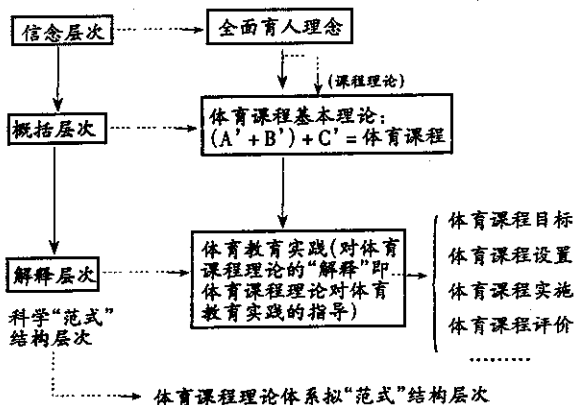 信念层次
全面育人理念
(课程理论)
概括层次
体育课程基本理论：
(A'+B')+C'=体育课程
解释层次
体育教育实践(对体育
课程理论的“解释”即
体育课程理论对体育
教育实践的指导)
体育课程目标
体育课程设置
体育课程实施
体育课程评价
………
科学“范式”
结构层次
体育课程理论体系拟“范式”结构层次